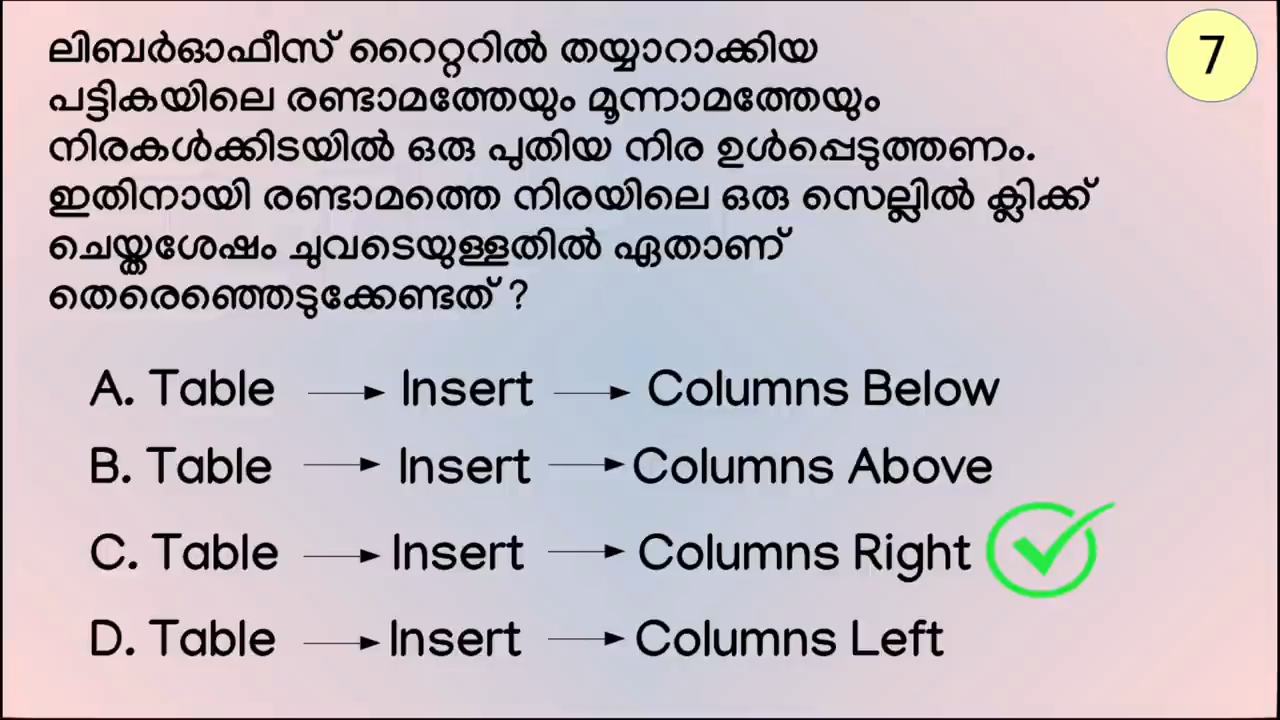 7
ലിബർഓഫീസ് റൈറ്ററിൽ തയ്യാറാക്കിയ
പട്ടികയിലെ രണ്ടാമത്തേയും മൂന്നാമത്തേയും
നിരകൾക്കിടയിൽ ഒരു പുതിയ നിര ഉൾപ്പെടുത്തണം.
ഇതിനായി രണ്ടാമത്തെ നിരയിലെ ഒരു സെല്ലിൽ ക്ലിക്ക്
ചെയ്തശേഷം ചുവടെയുള്ളതിൽ ഏതാണ്
തെരെഞ്ഞെടുക്കേണ്ടത് ?
A. Table → Insert → Columns Below
B. Table → Insert → Columns Above
C. Table → Insert → Columns Right
D. Table → Insert → Columns Left